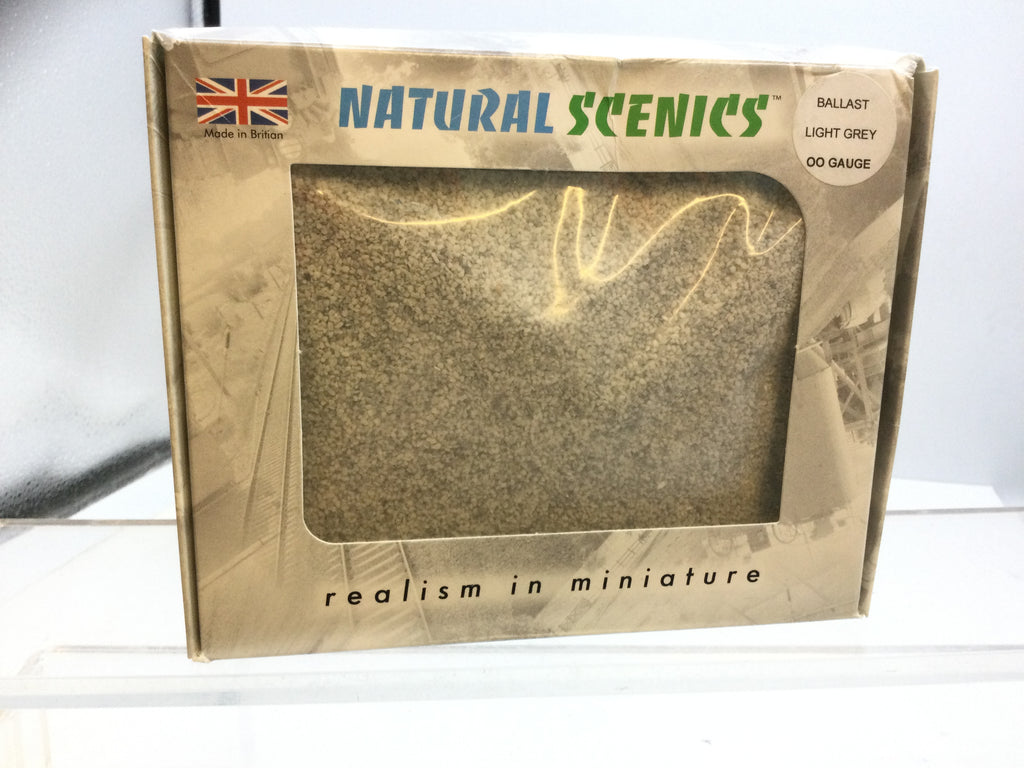 NATURAL SCENICS™
Made in Britian
BALLAST
LIGHT GREY
OO GAUGE
realism in miniature